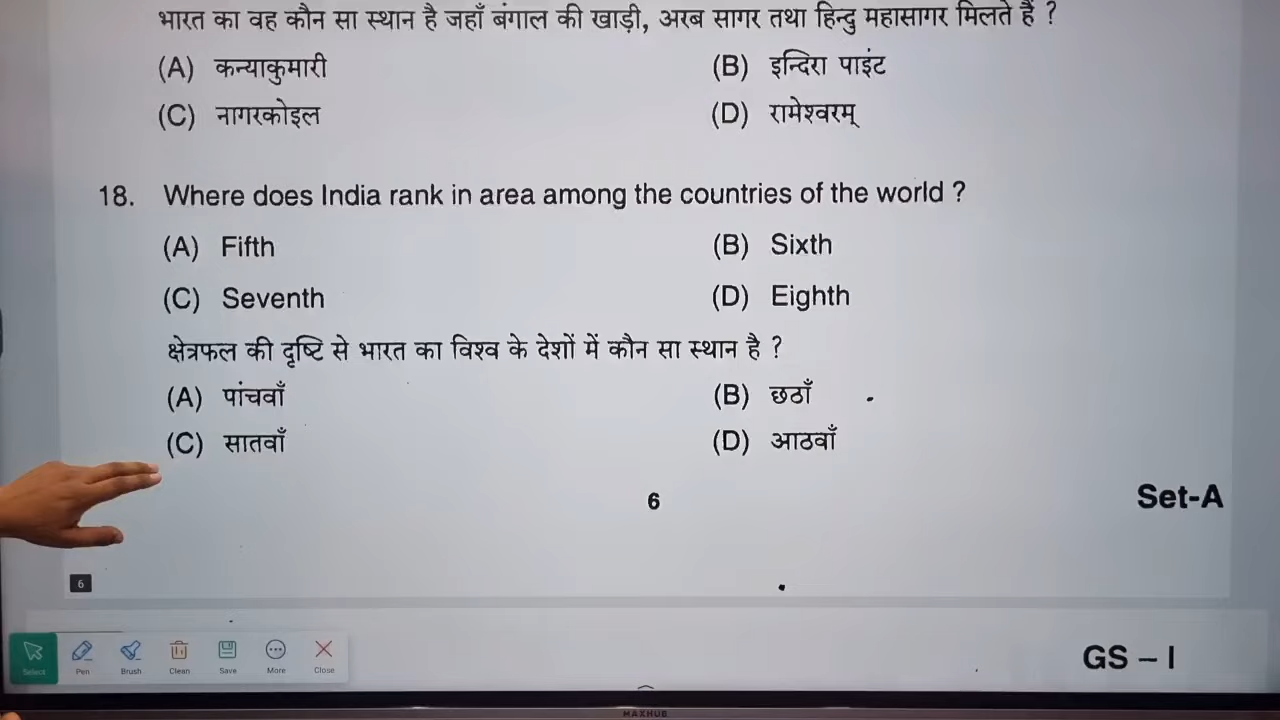 भारत का वह कौन सा स्थान है जहाँ बंगाल की खाड़ी, अरब सागर तथा हिन्दु महासागर मिलते हैं ?
(A) कन्याकुमारी (B) इन्दिरा पाइंट
(C) नागरकोइल (D) रामेश्वरम्
18. Where does India rank in area among the countries of the world ?
(A) Fifth (B) Sixth
(C) Seventh (D) Eighth
क्षेत्रफल की दृष्टि से भारत का विश्व के देशों में कौन सा स्थान है ?
(A) पांचवाँ (B) छठाँ
(C) सातवाँ (D) आठवाँ
6 Set-A
6
Select Pen Brush Clean Save More Close
GS – I
MAXHUB